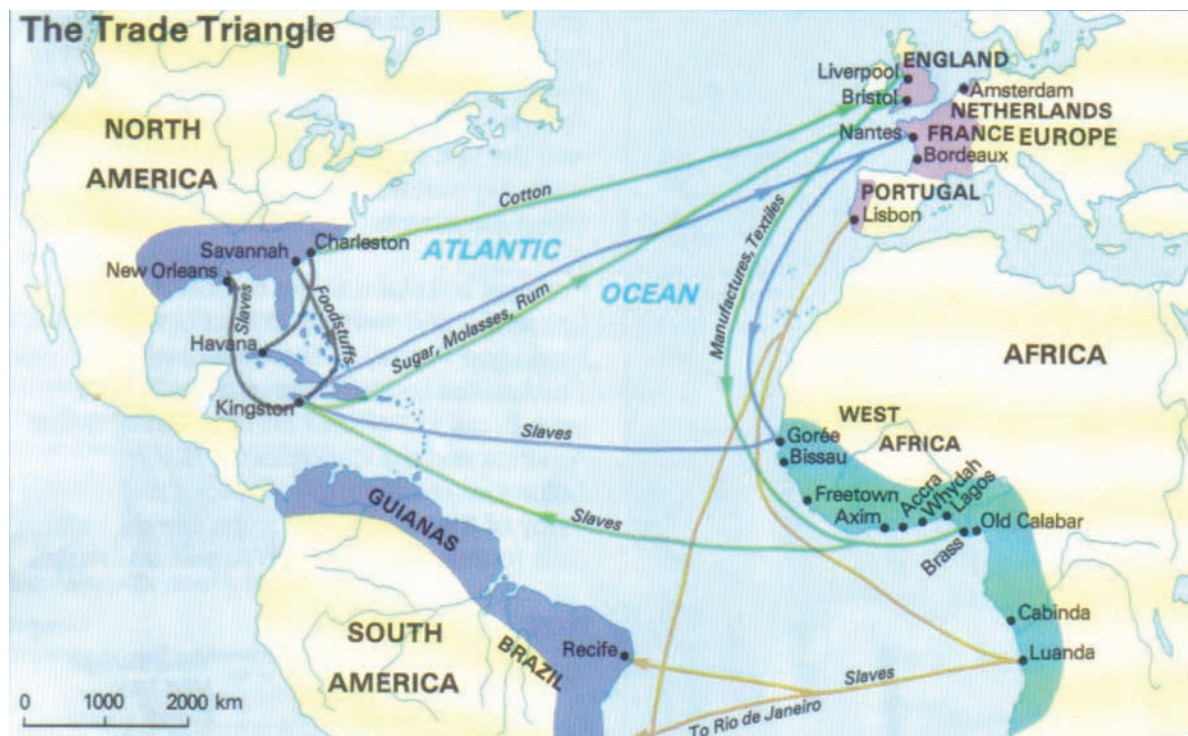 The Trade Triangle
NORTH
AMERICA
ENGLAND
Liverpool
Bristol
Amsterdam
NETHERLANDS
Nantes
FRANCE
EUROPE
Bordeaux
PORTUGAL
Lisbon
Cotton
Savannah
Charleston
New Orleans
ATLANTIC
OCEAN
Slaves
Foodstuffs
Havana
Sugar, Molasses, Rum
Manufactures, Textiles
Kingston
AFRICA
WEST
AFRICA
Slaves
Gorée
Bissau
Freetown
Axim
Accra
Whydah
Lagos
Old Calabar
Brass
GUIANAS
Slaves
Cabinda
SOUTH
AMERICA
BRAZIL
Recife
Luanda
Slaves
To Rio de Janeiro
0 1000 2000 km